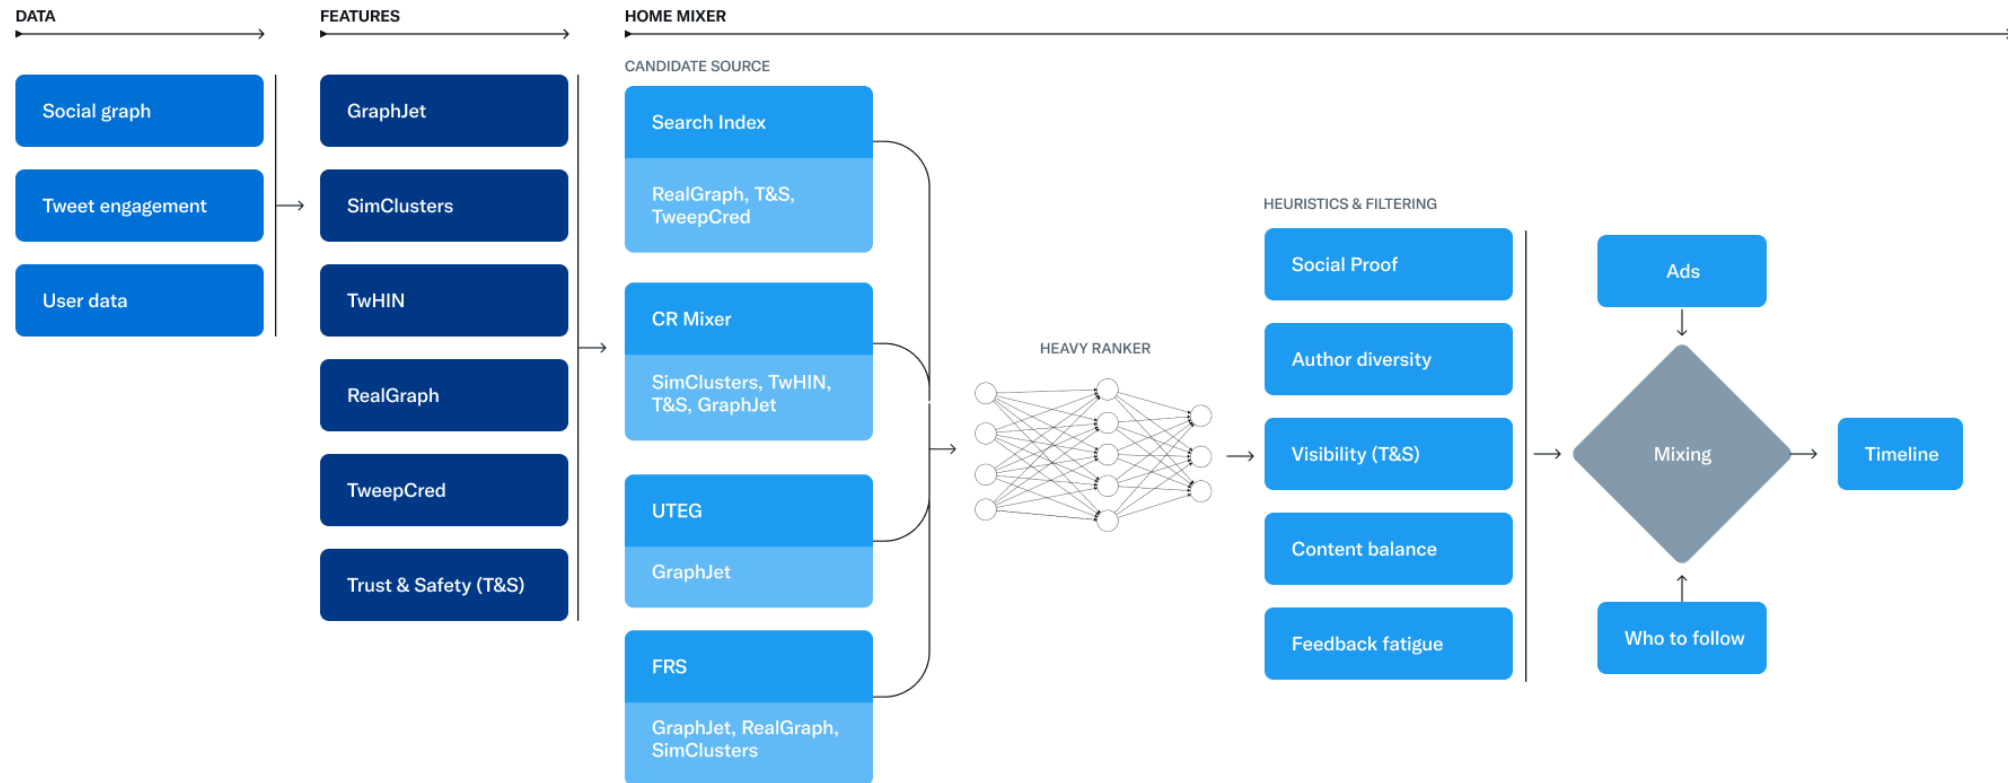 DATA
FEATURES
HOME MIXER
Social graph
Tweet engagement
User data
GraphJet
SimClusters
TwHIN
RealGraph
TweepCred
Trust & Safety (T&S)
CANDIDATE SOURCE
Search Index
RealGraph, T&S,
TweepCred
CR Mixer
SimClusters, TwHIN,
T&S, GraphJet
UTEG
GraphJet
FRS
GraphJet, RealGraph,
SimClusters
HEAVY RANKER
HEURISTICS & FILTERING
Social Proof
Author diversity
Visibility (T&S)
Content balance
Feedback fatigue
Ads
Mixing
Who to follow
Timeline